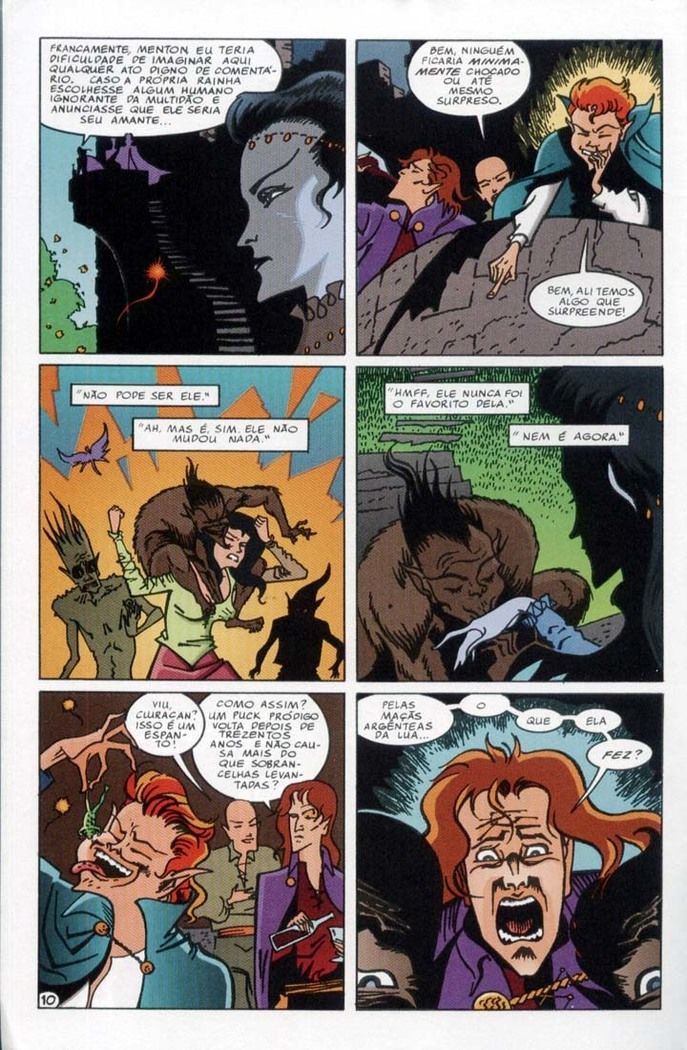 FRANCAMENTE, MENTON, EU TERIA
DIFICULDADE DE IMAGINAR AQUI
QUALQUER ATO DIGNO DE COMENTÁ-
RIO. CASO A PRÓPRIA RAINHA
ESCOLHESSE ALGUM HUMANO
IGNORANTE DA MULTIDÃO E
ANUNCIASSE QUE ELE SERIA
SEU AMANTE...
BEM, NINGUÉM
FICARIA MINIMA-
MENTE CHOCADO
OU ATÉ
MESMO
SURPRESO.
BEM, ALI TEMOS
ALGO QUE
SURPREENDE!
"NÃO PODE SER ELE."
"AH, MAS É, SIM. ELE NÃO
MUDOU NADA."
"HMFF. ELE NUNCA FOI
O FAVORITO DELA."
"NEM É AGORA."
VIU,
CLURACAN?
ISSO É UM
ESPAN-
TO!
COMO ASSIM?
UM PUCK PRÓDIGO
VOLTA DEPOIS DE
TREZENTOS
ANOS E NÃO CAU-
SA MAIS DO
QUE SOBRAN-
CELHAS LEVAN-
TADAS?
PELAS
MAÇÃS
ARGÊNTEAS
DA LUA...
O
QUE
ELA
FEZ?
10